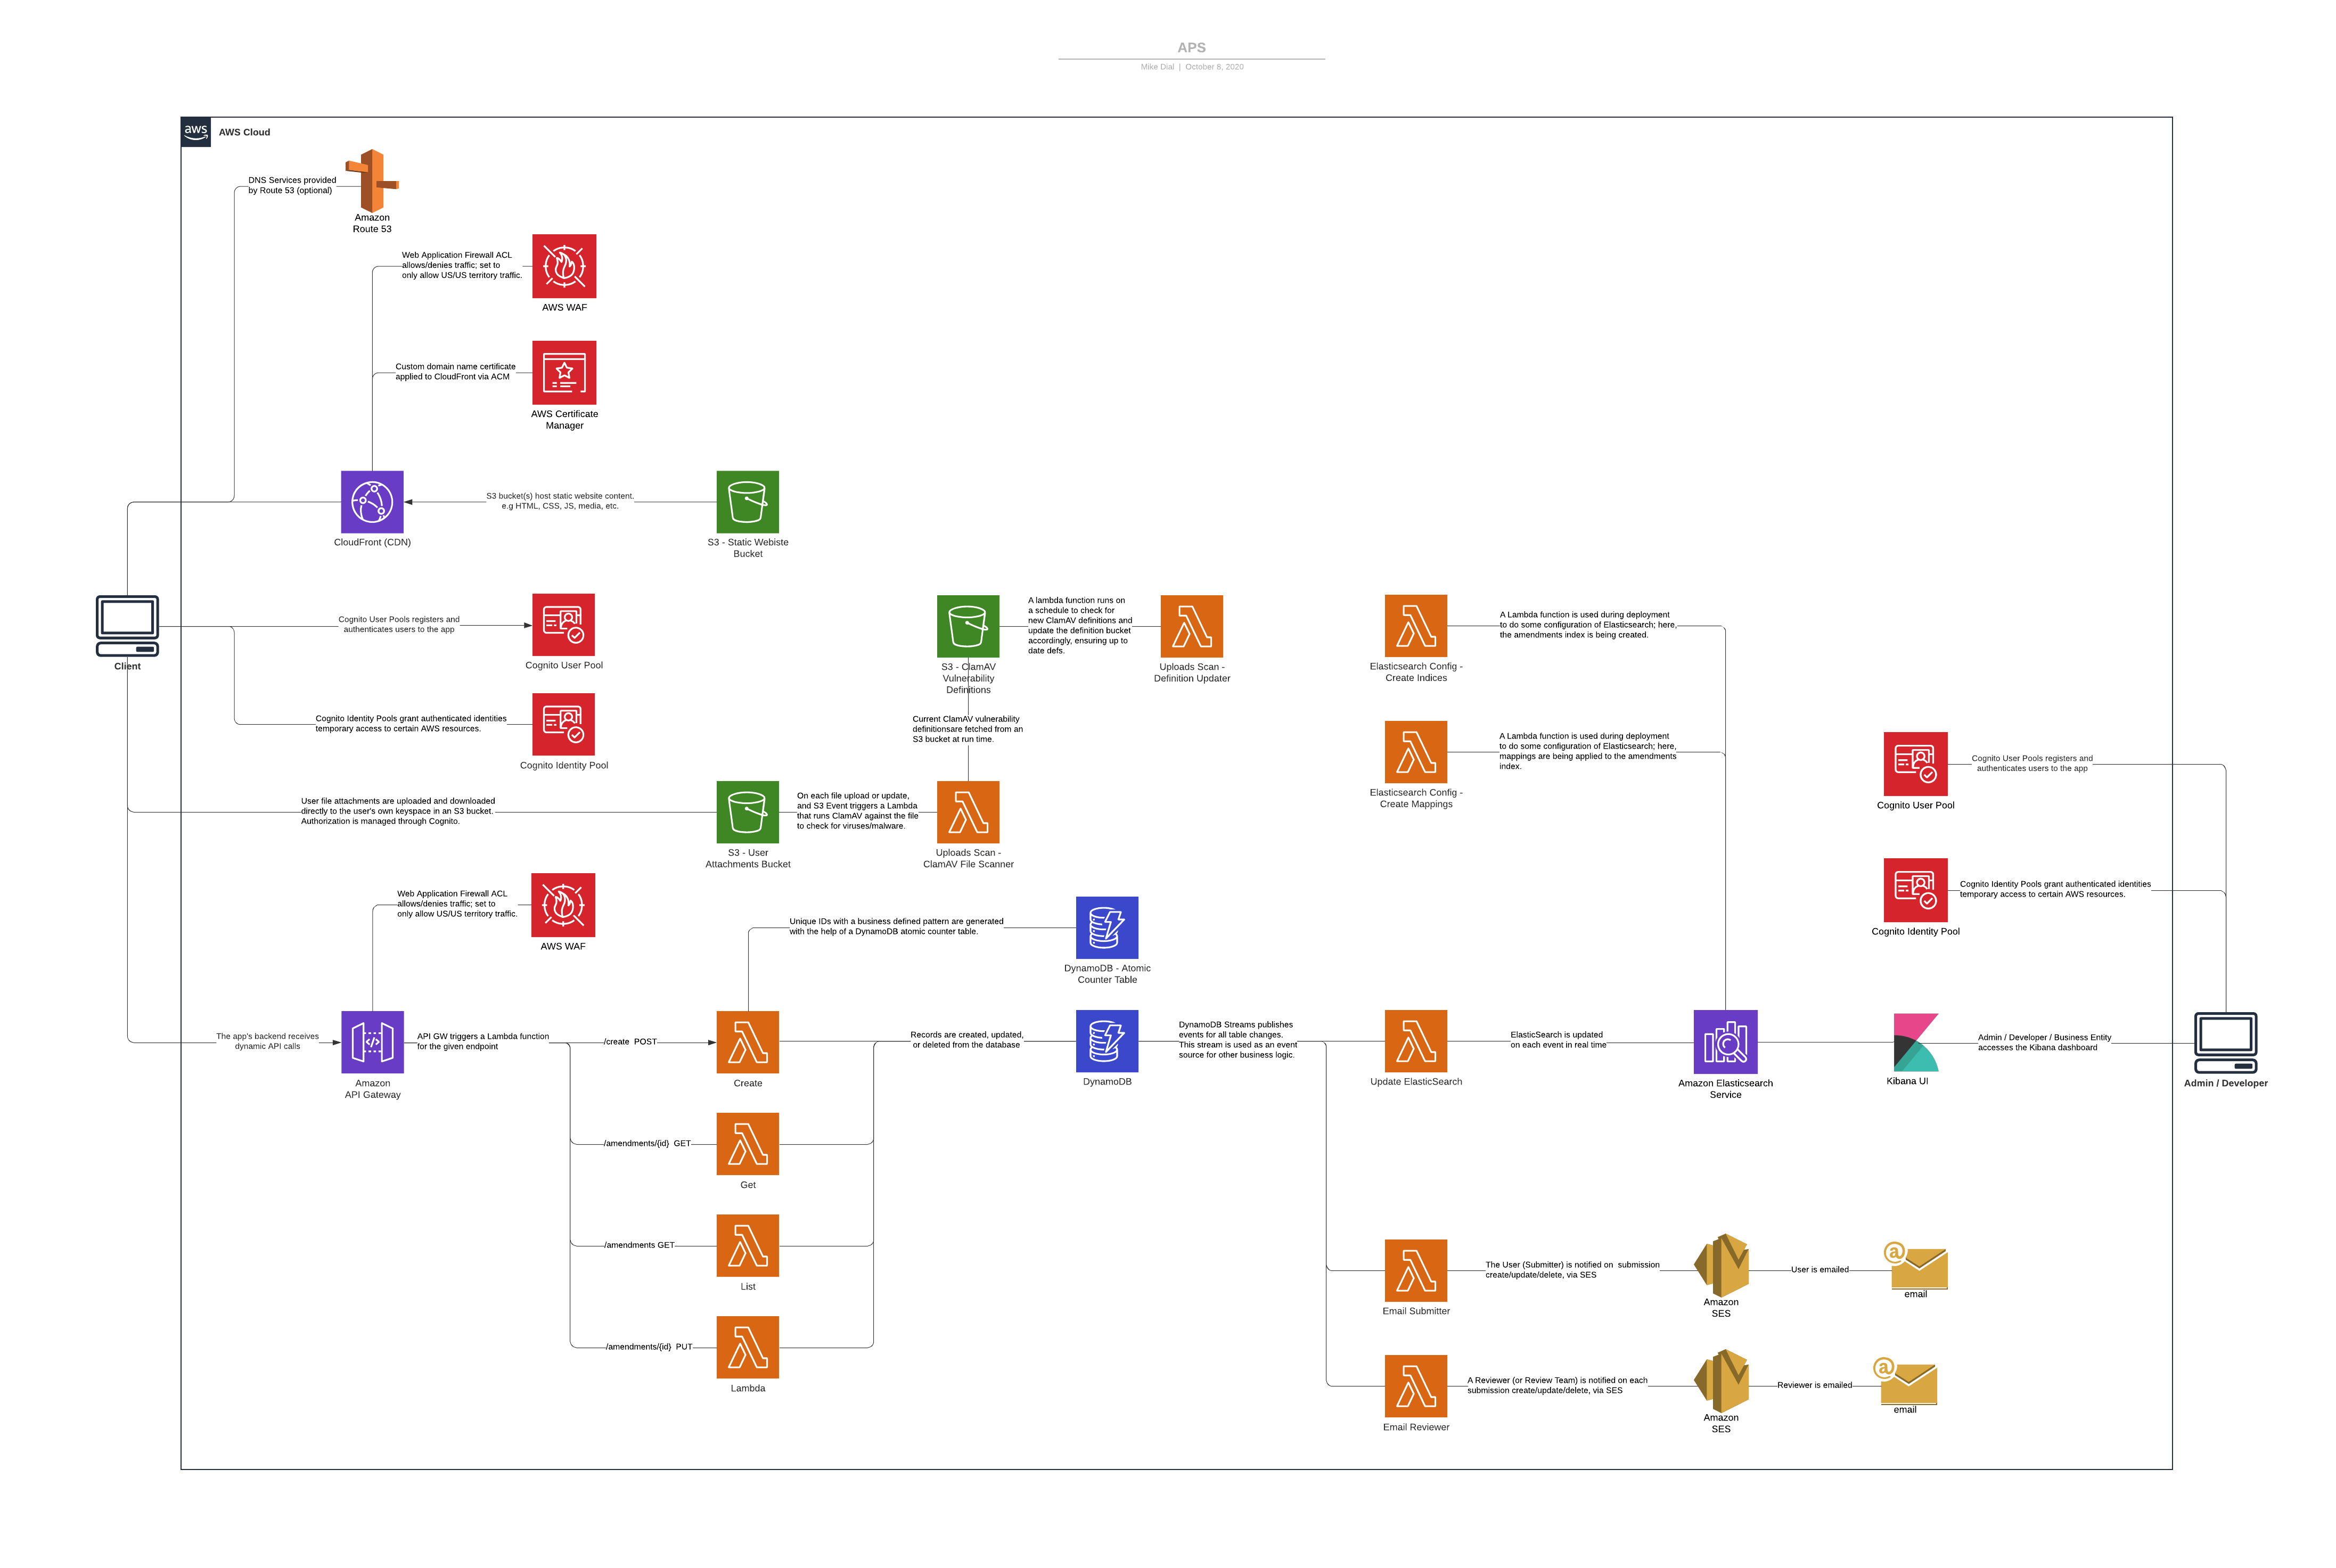 APS
Mike Dial | October 8, 2020
aws
AWS Cloud
DNS Services provided
by Route 53 (optional)
Amazon
Route 53
Web Application Firewall ACL
allows/denies traffic; set to
only allow US/US territory traffic.
AWS WAF
Custom domain name certificate
applied to CloudFront via ACM
AWS Certificate
Manager
CloudFront (CDN)
S3 bucket(s) host static website content.
e.g HTML, CSS, JS, media, etc.
S3 - Static Webiste
Bucket
Client
Cognito User Pools registers and
authenticates users to the app
Cognito User Pool
Cognito Identity Pools grant authenticated identities
temporary access to certain AWS resources.
Cognito Identity Pool
S3 - ClamAV
Vulnerability
Definitions
A lambda function runs on
a schedule to check for
new ClamAV definitions and
update the definition bucket
accordingly, ensuring up to
date defs.
Uploads Scan -
Definition Updater
Current ClamAV vulnerability
definitionsare fetched from an
S3 bucket at run time.
User file attachments are uploaded and downloaded
directly to the user's own keyspace in an S3 bucket.
Authorization is managed through Cognito.
S3 - User
Attachments Bucket
On each file upload or update,
and S3 Event triggers a Lambda
that runs ClamAV against the file
to check for viruses/malware.
Uploads Scan -
ClamAV File Scanner
Elasticsearch Config -
Create Indices
A Lambda function is used during deployment
to do some configuration of Elasticsearch; here,
the amendments index is being created.
Elasticsearch Config -
Create Mappings
A Lambda function is used during deployment
to do some configuration of Elasticsearch; here,
mappings are being applied to the amendments
index.
Cognito User Pool
Cognito User Pools registers and
authenticates users to the app
Cognito Identity Pool
Cognito Identity Pools grant authenticated identities
temporary access to certain AWS resources.
Web Application Firewall ACL
allows/denies traffic; set to
only allow US/US territory traffic.
AWS WAF
Unique IDs with a business defined pattern are generated
with the help of a DynamoDB atomic counter table.
DynamoDB - Atomic
Counter Table
The app's backend receives
dynamic API calls
Amazon
API Gateway
API GW triggers a Lambda function
for the given endpoint
/create POST
Create
Records are created, updated,
or deleted from the database
DynamoDB
DynamoDB Streams publishes
events for all table changes.
This stream is used as an event
source for other business logic.
Update ElasticSearch
ElasticSearch is updated
on each event in real time
Amazon Elasticsearch
Service
Kibana UI
Admin / Developer / Business Entity
accesses the Kibana dashboard
Admin / Developer
/amendments/{id} GET
Get
/amendments GET
List
/amendments/{id} PUT
Lambda
Email Submitter
The User (Submitter) is notified on submission
create/update/delete, via SES
Amazon
SES
User is emailed
@
email
Email Reviewer
A Reviewer (or Review Team) is notified on each
submission create/update/delete, via SES
Amazon
SES
Reviewer is emailed
@
email